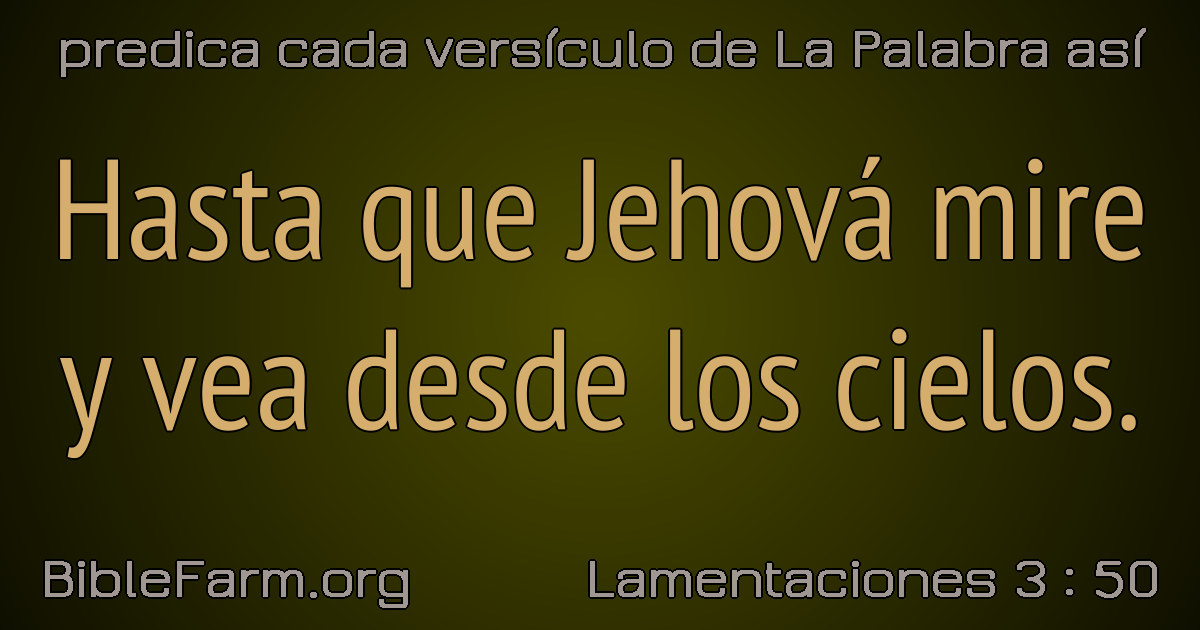 predica cada versículo de La Palabra así
Hasta que Jehová mire
y vea desde los cielos.
BibleFarm.org
Lamentaciones 3 : 50